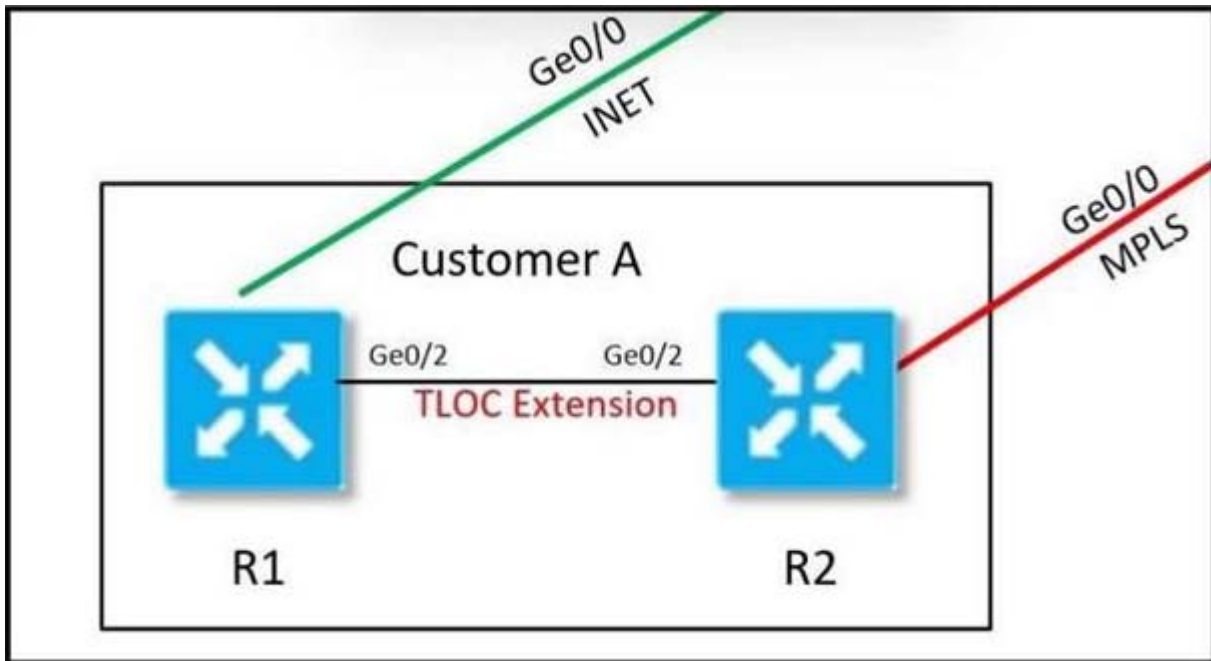 Ge0/0
INET
Ge0/0
MPLS
Customer A
Ge0/2
Ge0/2
TLOC Extension
R1
R2